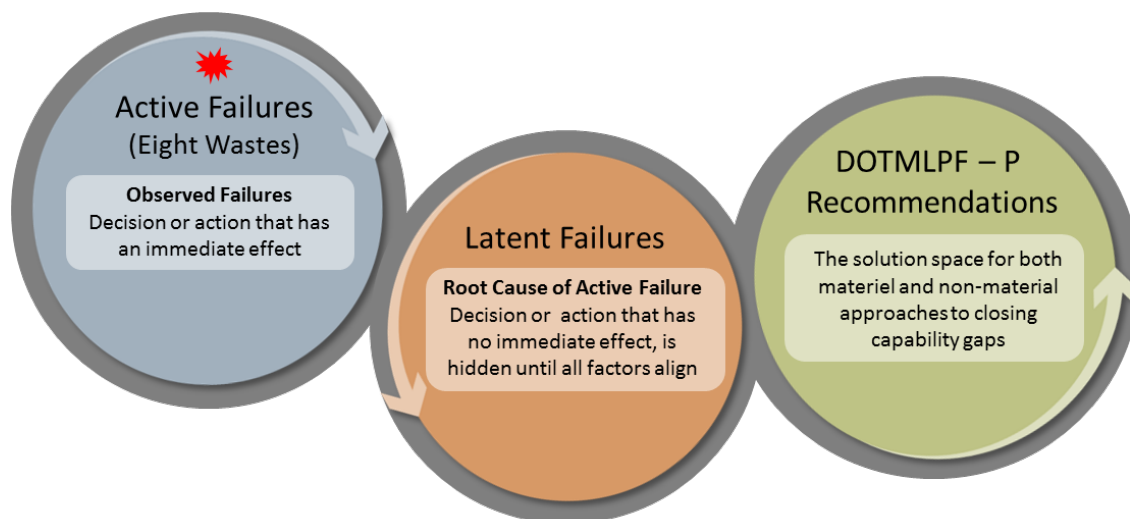 Active Failures
(Eight Wastes)
Observed Failures
Decision or action that has
an immediate effect
Latent Failures
Root Cause of Active Failure
Decision or  action that has
no immediate effect, is
hidden until all factors align
DOTMLPF – P
Recommendations
The solution space for both
materiel and non-material
approaches to closing
capability gaps